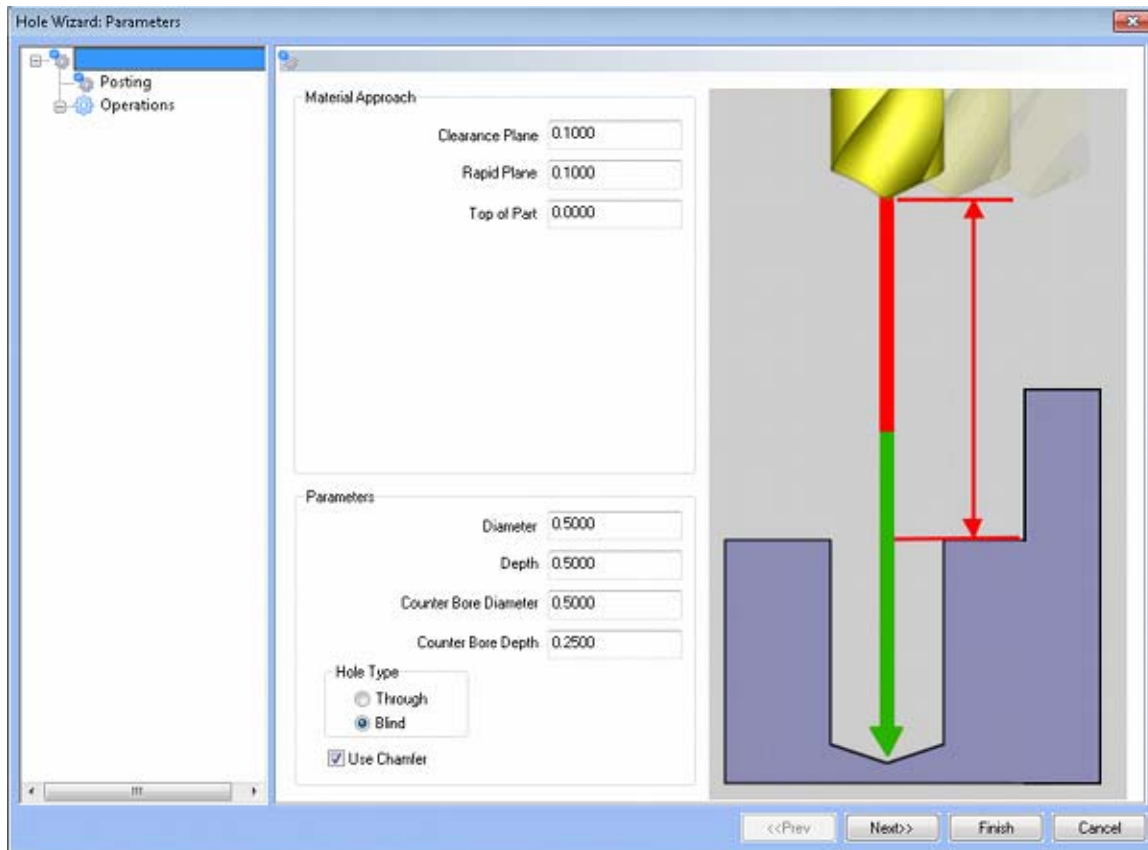 Hole Wizard: Parameters
Posting
Operations
Material Approach
Clearance Plane 0.1000
Rapid Plane 0.1000
Top of Part 0.0000
Parameters
Diameter 0.5000
Depth 0.5000
Counter Bore Diameter 0.5000
Counter Bore Depth 0.2500
Hole Type
Through
Blind
Use Chamfer
<<Prev Next>> Finish Cancel